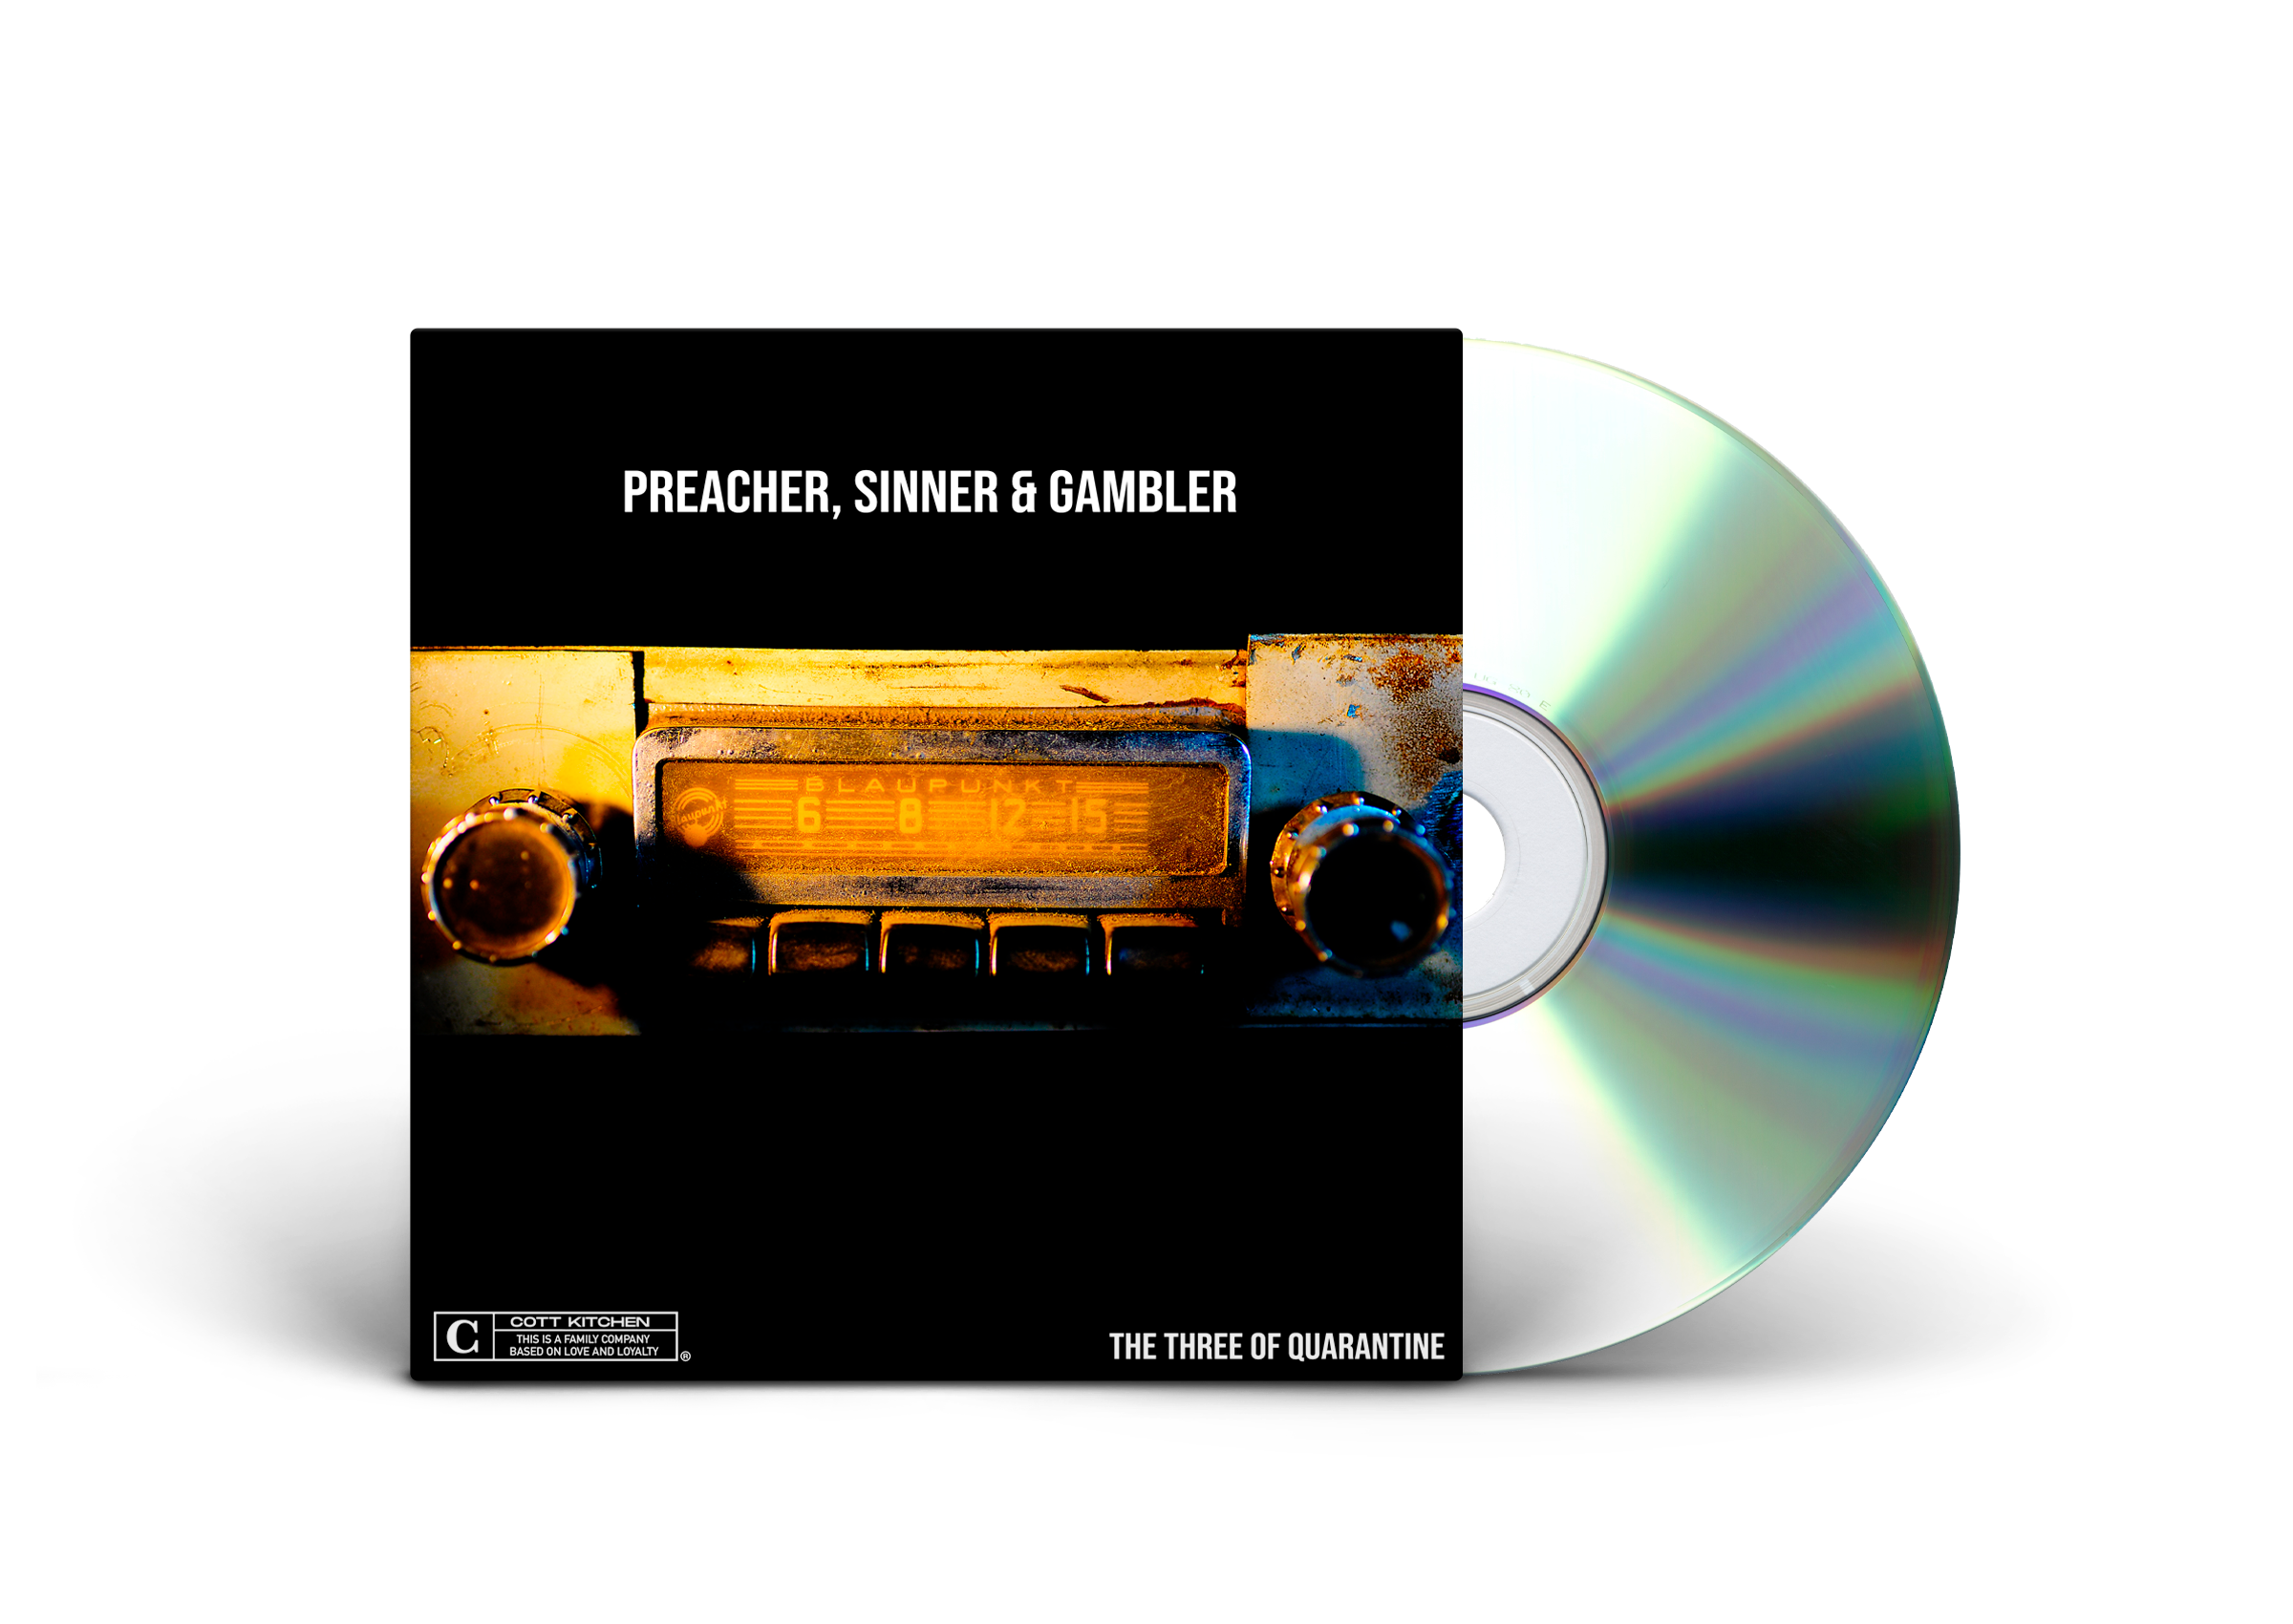 PREACHER, SINNER & GAMBLER
BLAUPUNKT
6 8 12 15
C
COTT KITCHEN
THIS IS A FAMILY COMPANY
BASED ON LOVE AND LOYALTY
®
THE THREE OF QUARANTINE